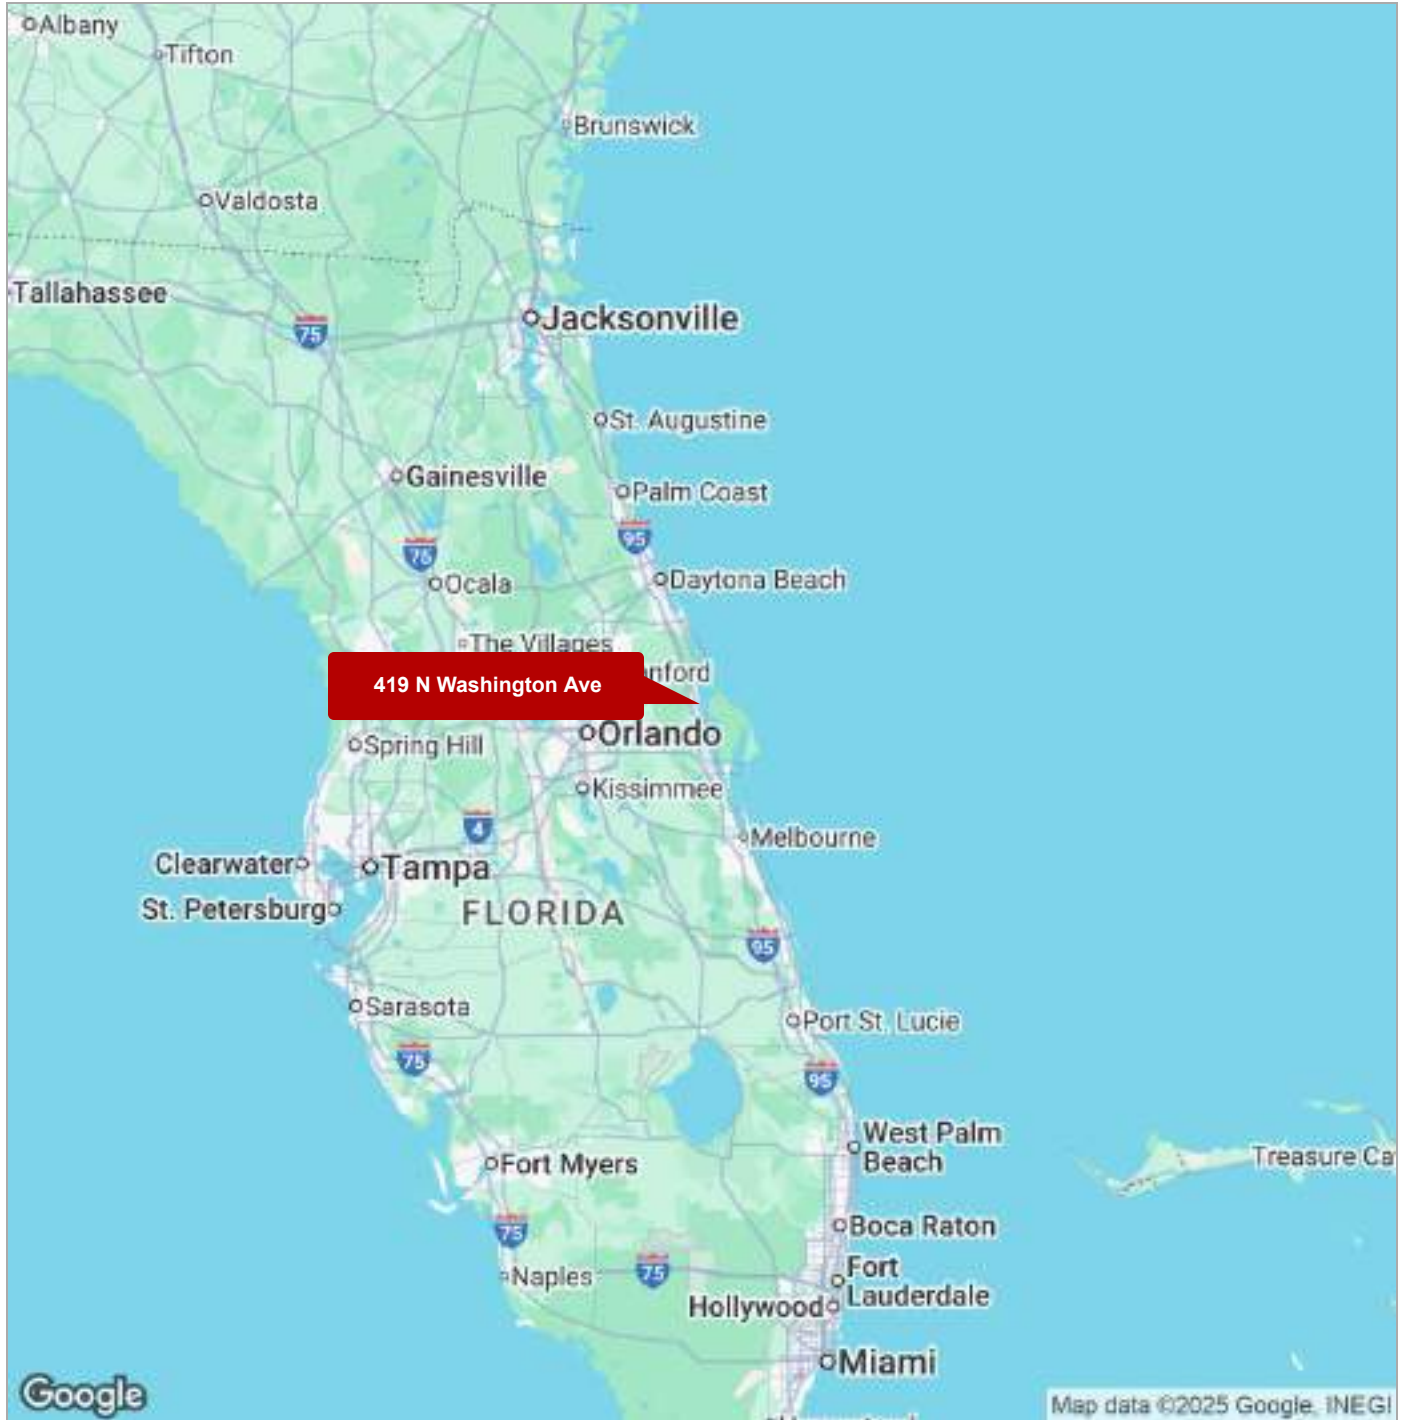 Albany
Tifton
Brunswick
Valdosta
Tallahassee
75
Jacksonville
St. Augustine
Gainesville
Palm Coast
95
75
Ocala
Daytona Beach
The Villages
anford
419 N Washington Ave
Orlando
Spring Hill
Kissimmee
4
Melbourne
Clearwater
Tampa
St. Petersburg
FLORIDA
95
Sarasota
Port St. Lucie
75
95
West Palm
Beach
Treasure Ca
Fort Myers
75
Boca Raton
75
Naples
Fort
Lauderdale
Hollywood
Miami
Google
Map data ©2025 Google, INEGI